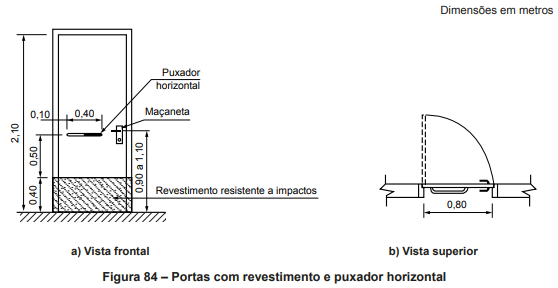 Dimensões em metros
Puxador
horizontal
0,10
0,40
Maçaneta
2,10
0,50
0,90 a 1,10
0,40
Revestimento resistente a impactos
0,80
a) Vista frontal
b) Vista superior
Figura 84 – Portas com revestimento e puxador horizontal